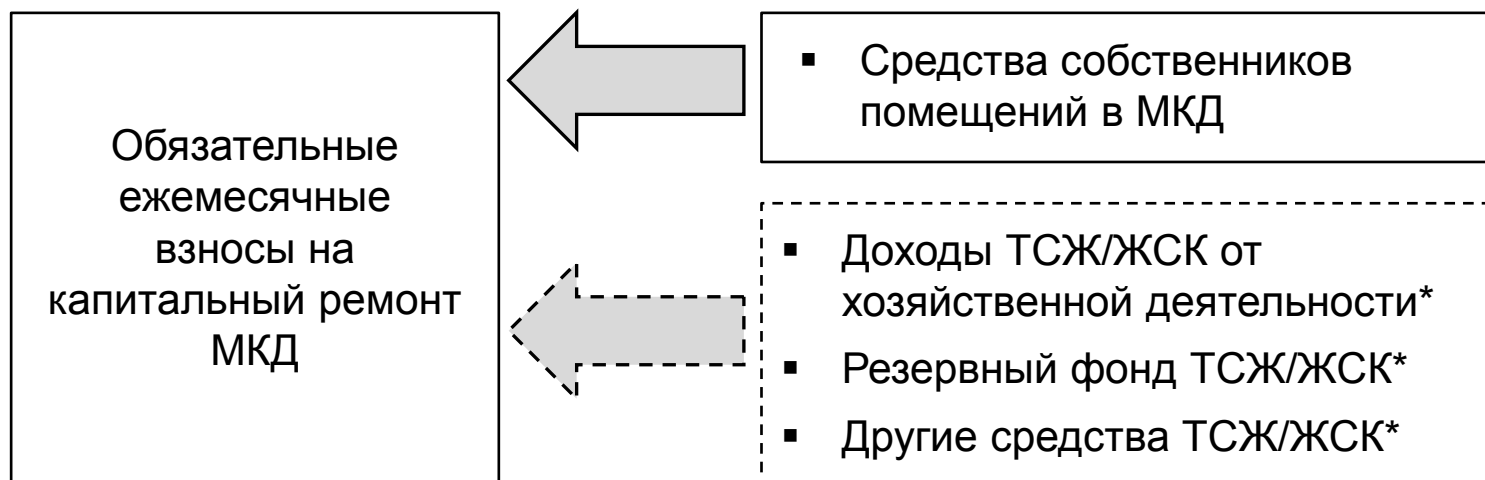 Обязательные
ежемесячные
взносы на
капитальный ремонт
МКД
▪ Средства собственников
помещений в МКД
▪ Доходы ТСЖ/ЖСК от
хозяйственной деятельности*
▪ Резервный фонд ТСЖ/ЖСК*
▪ Другие средства ТСЖ/ЖСК*